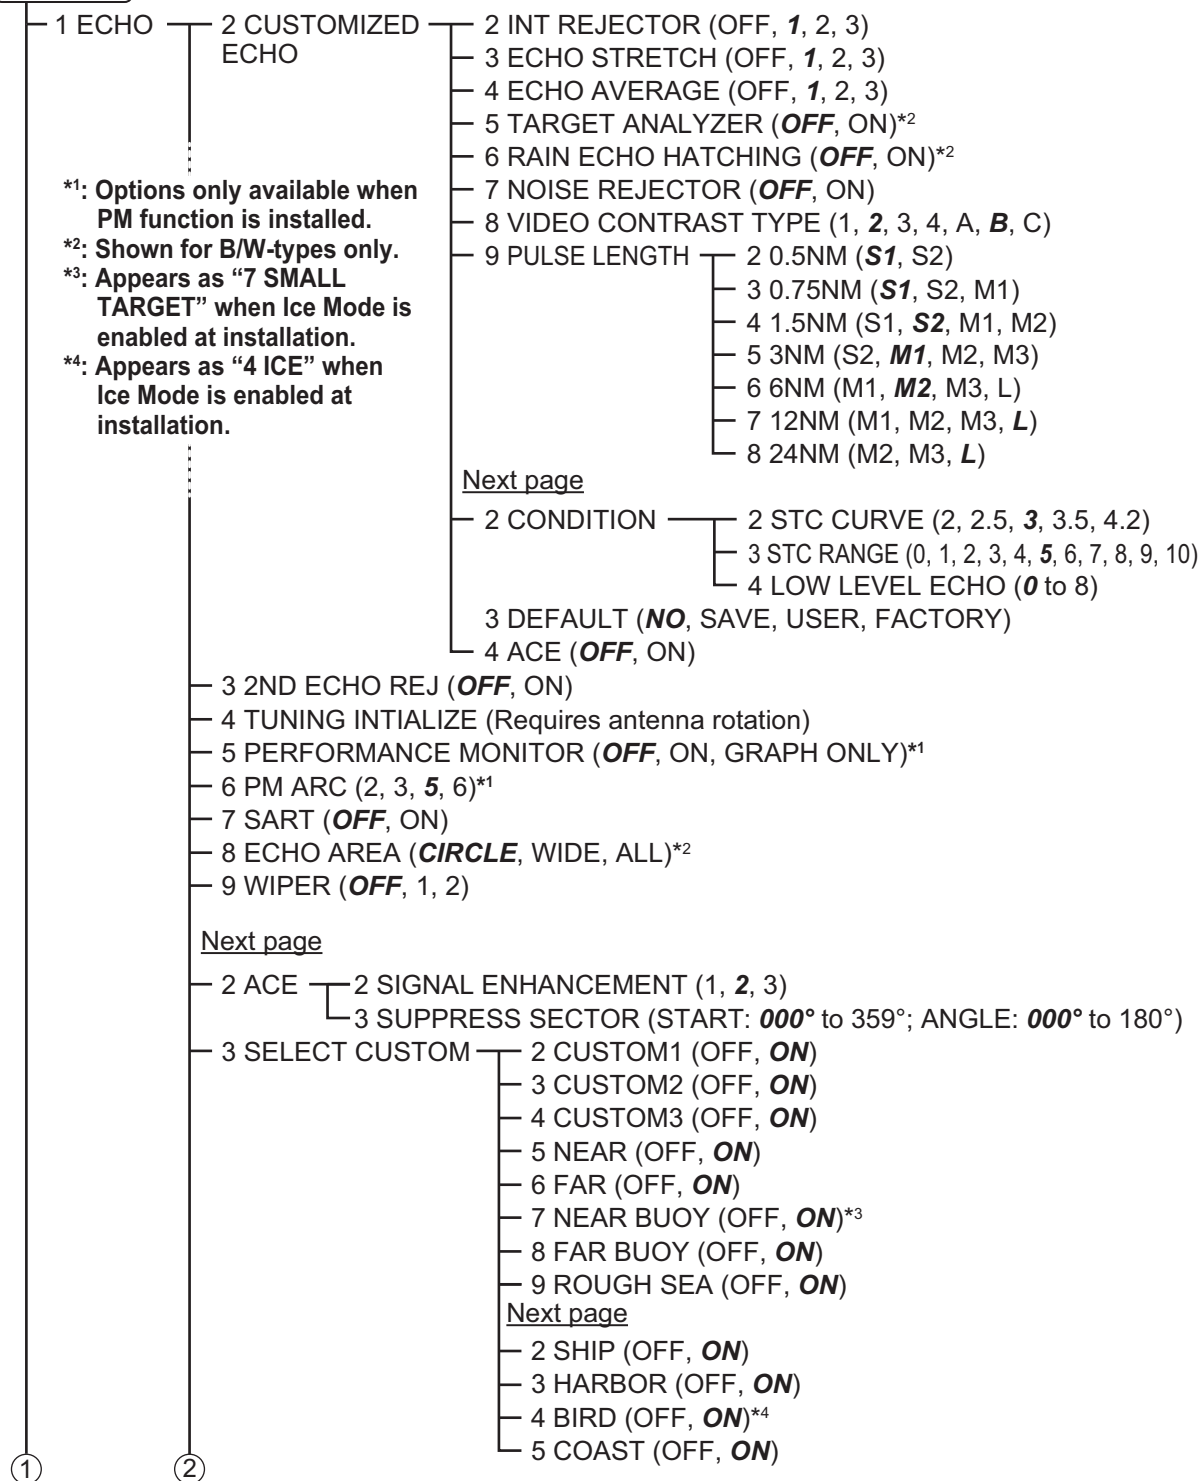 1 ECHO
2 CUSTOMIZED
ECHO
2 INT REJECTOR (OFF, 1, 2, 3)
3 ECHO STRETCH (OFF, 1, 2, 3)
4 ECHO AVERAGE (OFF, 1, 2, 3)
5 TARGET ANALYZER (OFF, ON)*2
6 RAIN ECHO HATCHING (OFF, ON)*2
7 NOISE REJECTOR (OFF, ON)
8 VIDEO CONTRAST TYPE (1, 2, 3, 4, A, B, C)
9 PULSE LENGTH
2 0.5NM (S1, S2)
3 0.75NM (S1, S2, M1)
4 1.5NM (S1, S2, M1, M2)
5 3NM (S2, M1, M2, M3)
6 6NM (M1, M2, M3, L)
7 12NM (M1, M2, M3, L)
8 24NM (M2, M3, L)
*1: Options only available when
PM function is installed.
*2: Shown for B/W-types only.
*3: Appears as “7 SMALL
TARGET” when Ice Mode is
enabled at installation.
*4: Appears as “4 ICE” when
Ice Mode is enabled at
installation.
Next page
2 CONDITION
2 STC CURVE (2, 2.5, 3, 3.5, 4.2)
3 STC RANGE (0, 1, 2, 3, 4, 5, 6, 7, 8, 9, 10)
4 LOW LEVEL ECHO (0 to 8)
3 DEFAULT (NO, SAVE, USER, FACTORY)
4 ACE (OFF, ON)
3 2ND ECHO REJ (OFF, ON)
4 TUNING INTIALIZE (Requires antenna rotation)
5 PERFORMANCE MONITOR (OFF, ON, GRAPH ONLY)*1
6 PM ARC (2, 3, 5, 6)*1
7 SART (OFF, ON)
8 ECHO AREA (CIRCLE, WIDE, ALL)*2
9 WIPER (OFF, 1, 2)
Next page
2 ACE
2 SIGNAL ENHANCEMENT (1, 2, 3)
3 SUPPRESS SECTOR (START: 000° to 359°; ANGLE: 000° to 180°)
3 SELECT CUSTOM
2 CUSTOM1 (OFF, ON)
3 CUSTOM2 (OFF, ON)
4 CUSTOM3 (OFF, ON)
5 NEAR (OFF, ON)
6 FAR (OFF, ON)
7 NEAR BUOY (OFF, ON)*3
8 FAR BUOY (OFF, ON)
9 ROUGH SEA (OFF, ON)
Next page
2 SHIP (OFF, ON)
3 HARBOR (OFF, ON)
4 BIRD (OFF, ON)*4
5 COAST (OFF, ON)
1
2